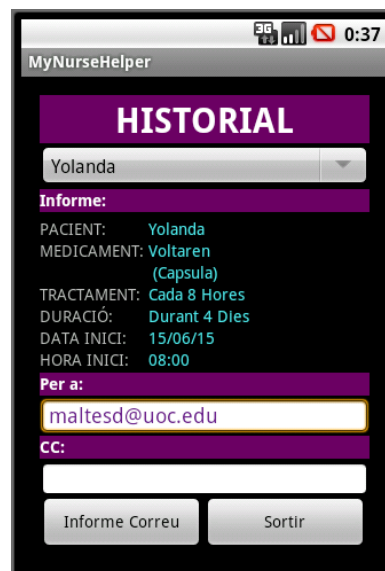 3G 0:37
MyNurseHelper
HISTORIAL
Yolanda
Informe:
PACIENT: Yolanda
MEDICAMENT: Voltaren
(Capsula)
TRACTAMENT: Cada 8 Hores
DURACIÓ: Durant 4 Dies
DATA INICI: 15/06/15
HORA INICI: 08:00
Per a:
maltesd@uoc.edu
CC:
Informe Correu Sortir